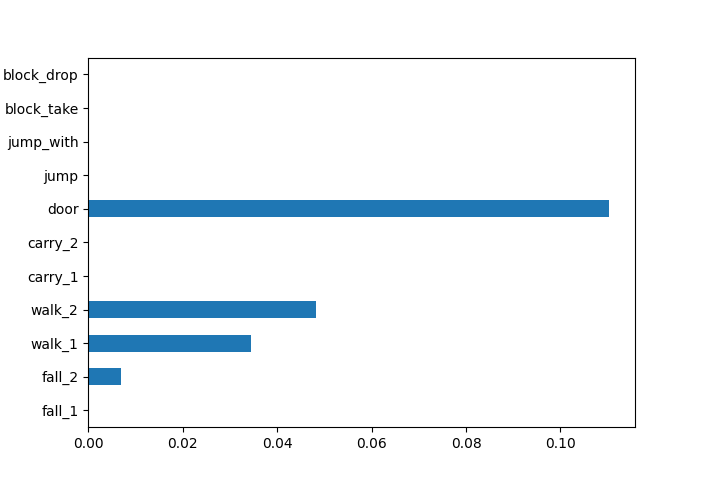 block_drop
block_take
jump_with
jump
door
carry_2
carry_1
walk_2
walk_1
fall_2
fall_1
0.00 0.02 0.04 0.06 0.08 0.10